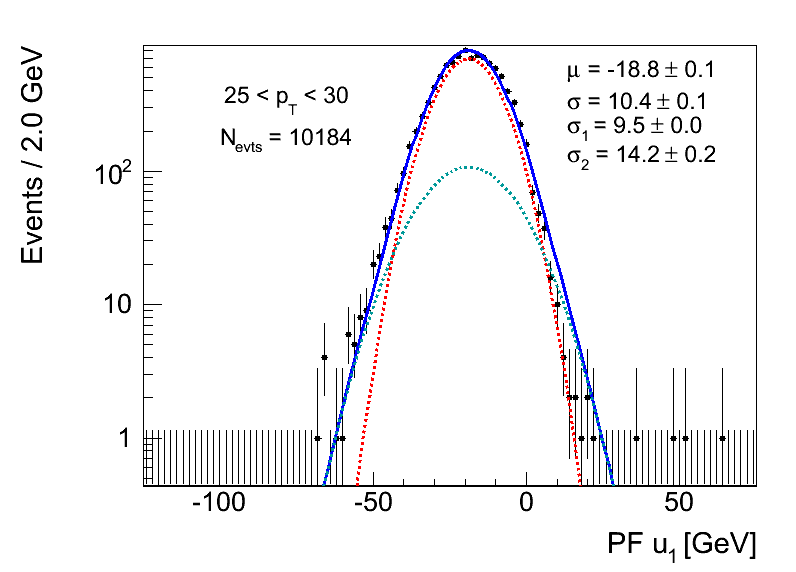 25 < p_T < 30
N_evts = 10184
μ = -18.8 ± 0.1
σ = 10.4 ± 0.1
σ_1 = 9.5 ± 0.0
σ_2 = 14.2 ± 0.2
Events / 2.0 GeV
10^2
10
1
-100 -50 0 50
PF u_1 [GeV]